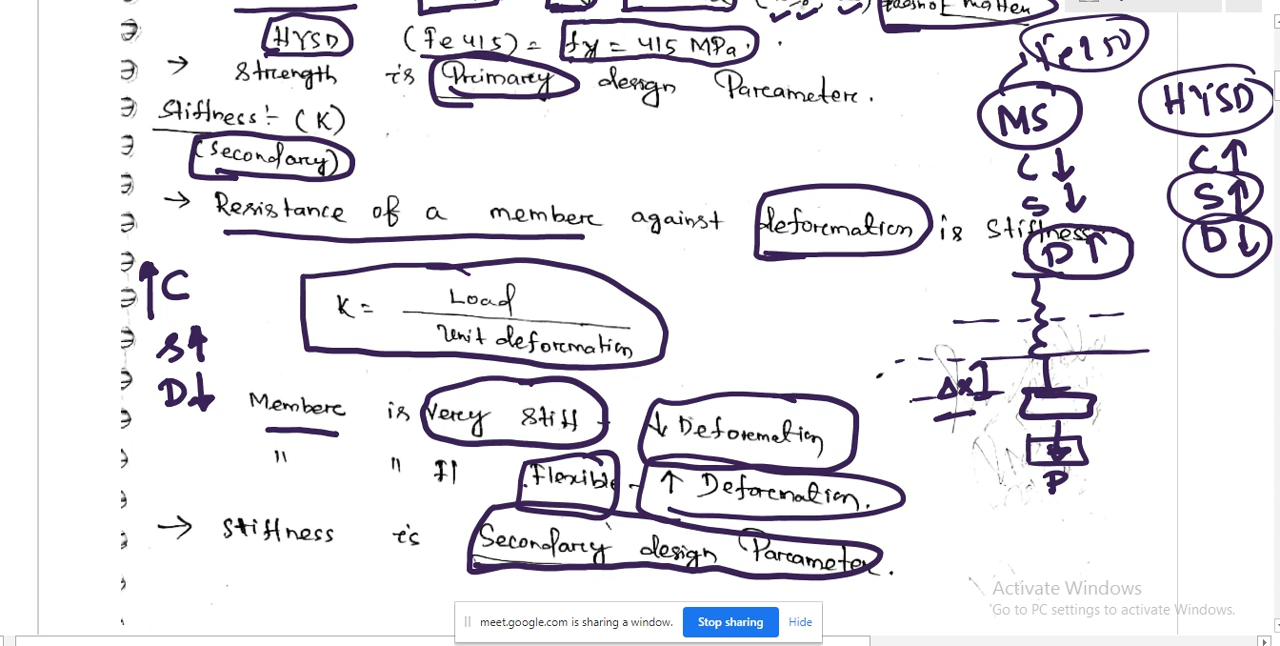 HYSD (Fe 415) = fy = 415 MPa.
→ Strength is Primary design Parameter.
Stiffness:- (K)
(Secondary)
→ Resistance of a member against deformation is stiffness
K = Load
Unit deformation
Member is very stiff - ↓ Deformation
" " Fl Flexible - ↑ Deformation.
→ Stiffness is Secondary design Parameter.
↑C
S↑
D↓
Fe250
MS
C↓
S↓
D↑
HYSD
C↑
S↑
D↓
Δx
P
Activate Windows
Go to PC settings to activate Windows.
meet.google.com is sharing a window.
Stop sharing
Hide